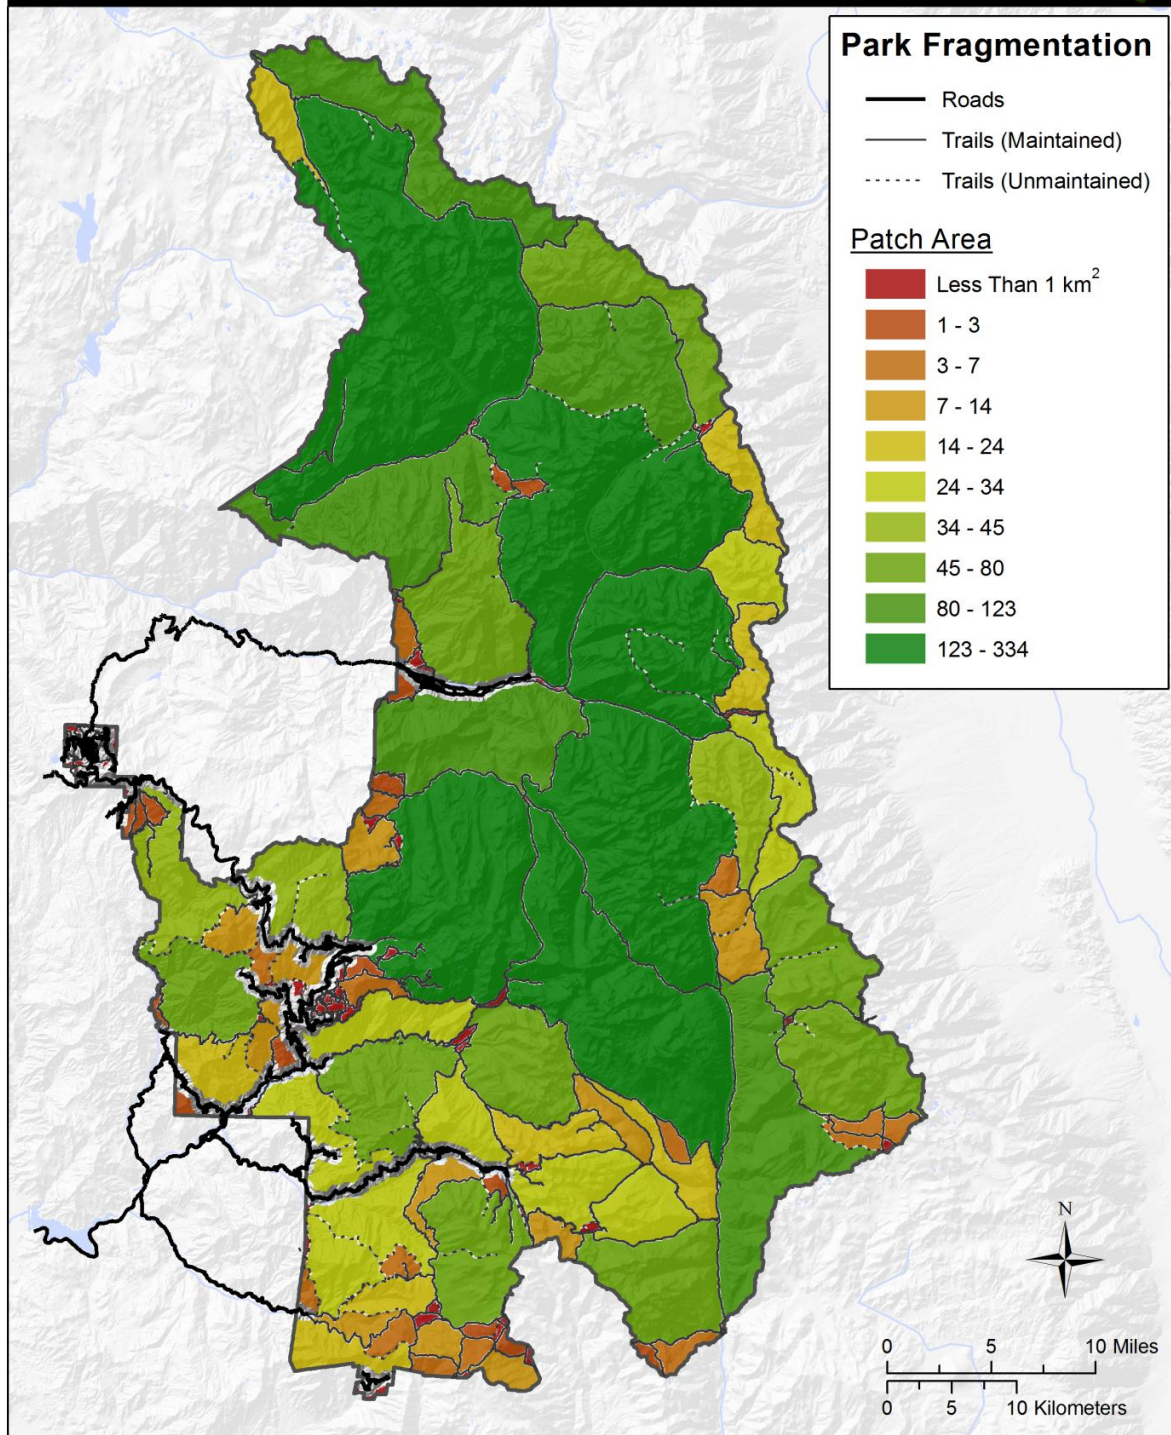 Park Fragmentation
Roads
Trails (Maintained)
Trails (Unmaintained)
Patch Area
Less Than 1 km²
1 - 3
3 - 7
7 - 14
14 - 24
24 - 34
34 - 45
45 - 80
80 - 123
123 - 334
N
0 5 10 Miles
0 5 10 Kilometers